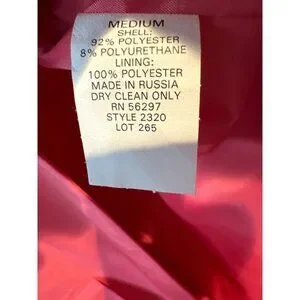 MEDIUM
SHELL:
92% POLYESTER
8% POLYURETHANE
LINING:
100% POLYESTER
MADE IN RUSSIA
DRY CLEAN ONLY
RN 56297
STYLE 2320
LOT 265